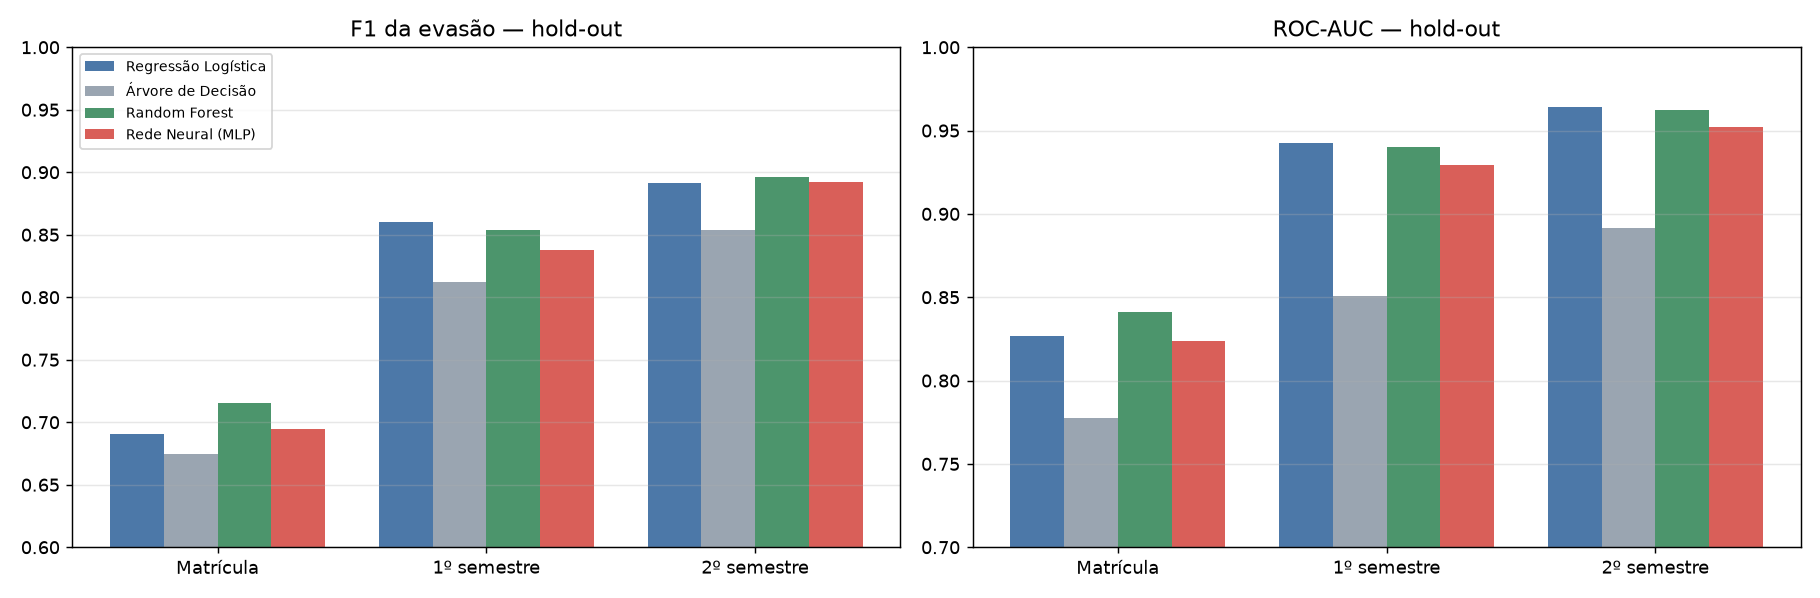 F1 da evasão — hold-out
1.00
0.95
0.90
0.85
0.80
0.75
0.70
0.65
0.60
Regressão Logística
Árvore de Decisão
Random Forest
Rede Neural (MLP)
Matrícula
1º semestre
2º semestre
ROC-AUC — hold-out
1.00
0.95
0.90
0.85
0.80
0.75
0.70
Matrícula
1º semestre
2º semestre